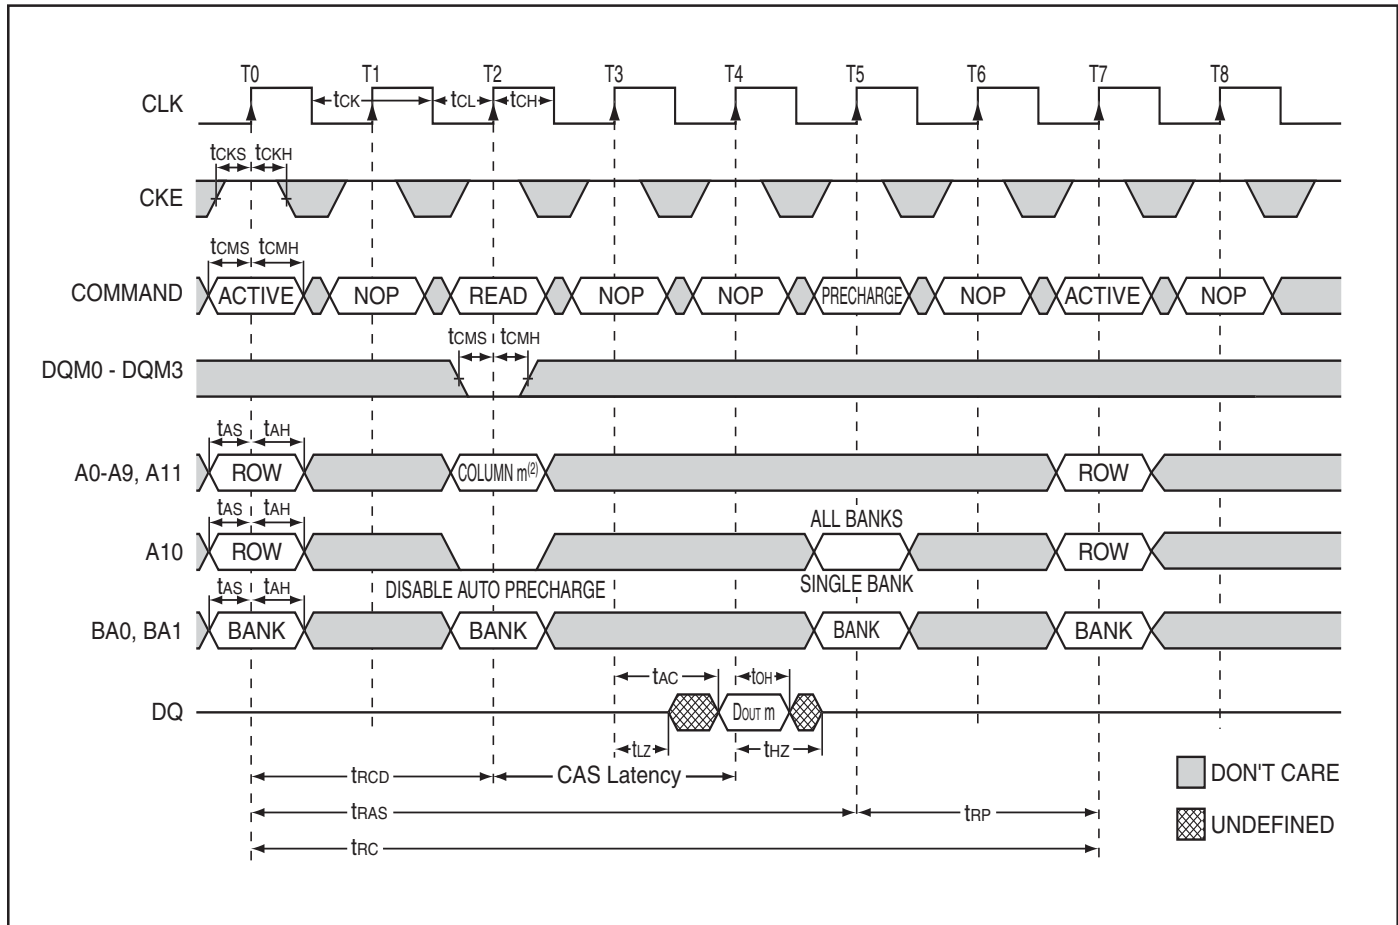 T0 T1 T2 T3 T4 T5 T6 T7 T8
CLK tCK tCL tCH
tCKS tCKH
CKE
tCMS tCMH
COMMAND ACTIVE NOP READ NOP NOP PRECHARGE NOP ACTIVE NOP
tCMS tCMH
DQM0 - DQM3
tAS tAH
A0-A9, A11 ROW COLUMN m(2) ROW
tAS tAH ALL BANKS
A10 ROW ROW
DISABLE AUTO PRECHARGE SINGLE BANK
tAS tAH
BA0, BA1 BANK BANK BANK BANK
tAC tOH
DQ DOUT m
tLZ tHZ
tRCD CAS Latency DON'T CARE
tRAS tRP
UNDEFINED
tRC